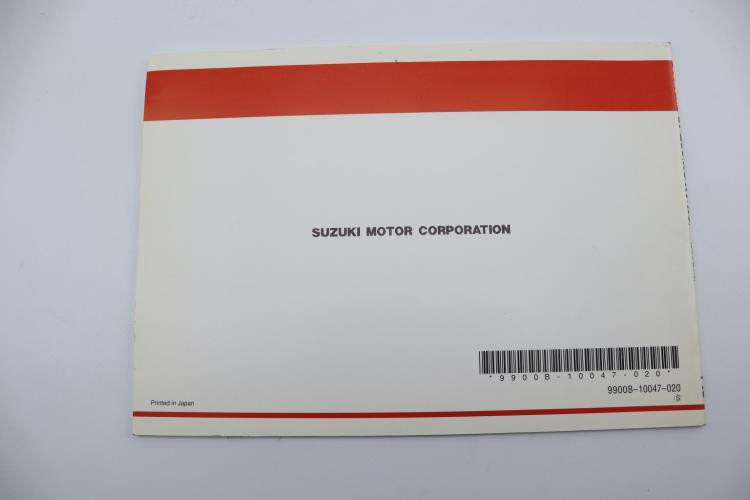 SUZUKI MOTOR CORPORATION
*9900B-10047-020*
9900B-10047-020
Printed in Japan
Ⓢ